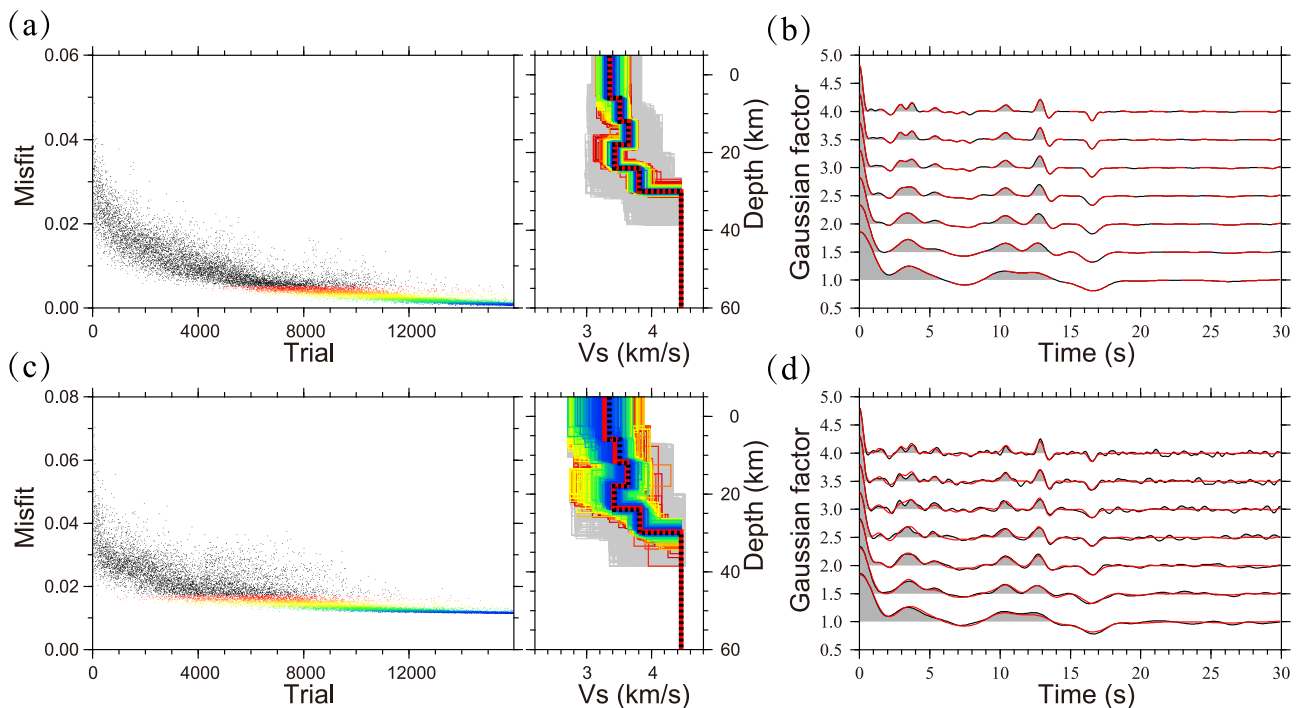 (a)
0.06
0.04
0.02
0.00
Misfit
0 4000 8000 12000
Trial
0
20
40
60
Depth (km)
3 4
Vs (km/s)
(b)
5.0
4.5
4.0
3.5
3.0
2.5
2.0
1.5
1.0
0.5
Gaussian factor
0 5 10 15 20 25 30
Time (s)
(c)
0.08
0.06
0.04
0.02
0.00
Misfit
0 4000 8000 12000
Trial
0
20
40
60
Depth (km)
3 4
Vs (km/s)
(d)
5.0
4.5
4.0
3.5
3.0
2.5
2.0
1.5
1.0
0.5
Gaussian factor
0 5 10 15 20 25 30
Time (s)